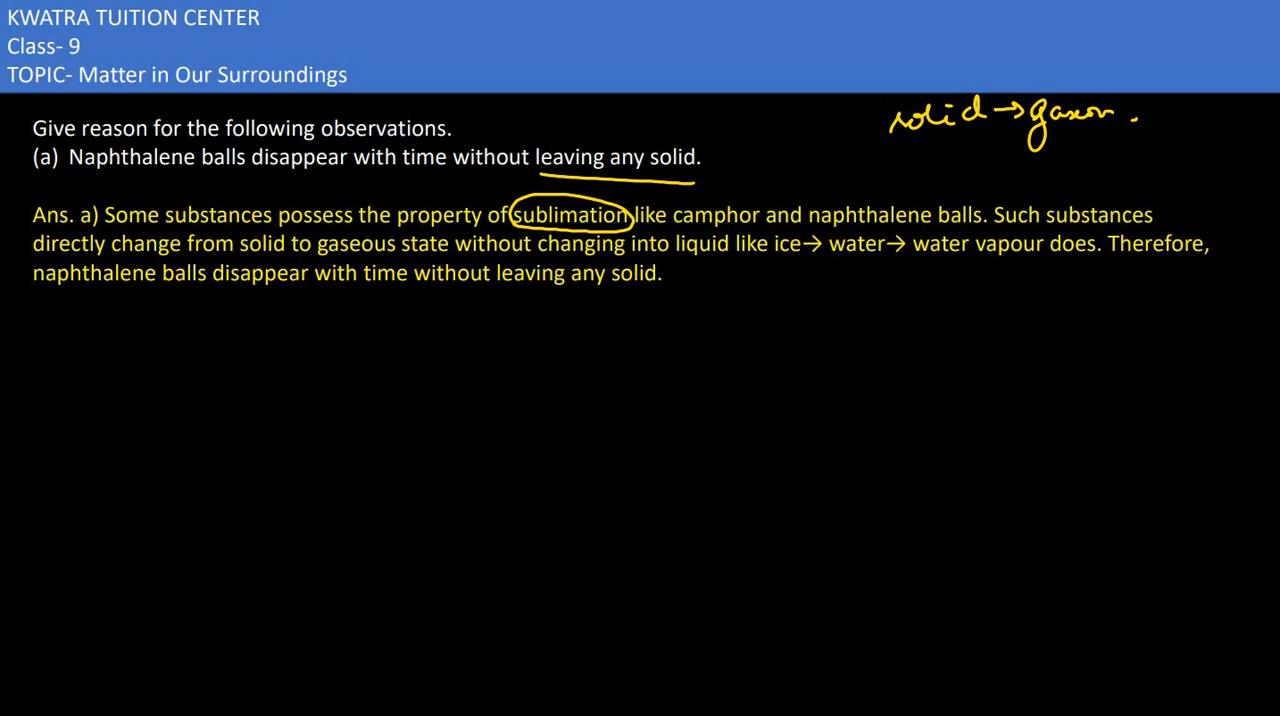 KWATRA TUITION CENTER
Class- 9
TOPIC- Matter in Our Surroundings
solid → gaseon.
Give reason for the following observations.
(a) Naphthalene balls disappear with time without leaving any solid.
Ans. a) Some substances possess the property of sublimation like camphor and naphthalene balls. Such substances
directly change from solid to gaseous state without changing into liquid like ice→ water→ water vapour does. Therefore,
naphthalene balls disappear with time without leaving any solid.